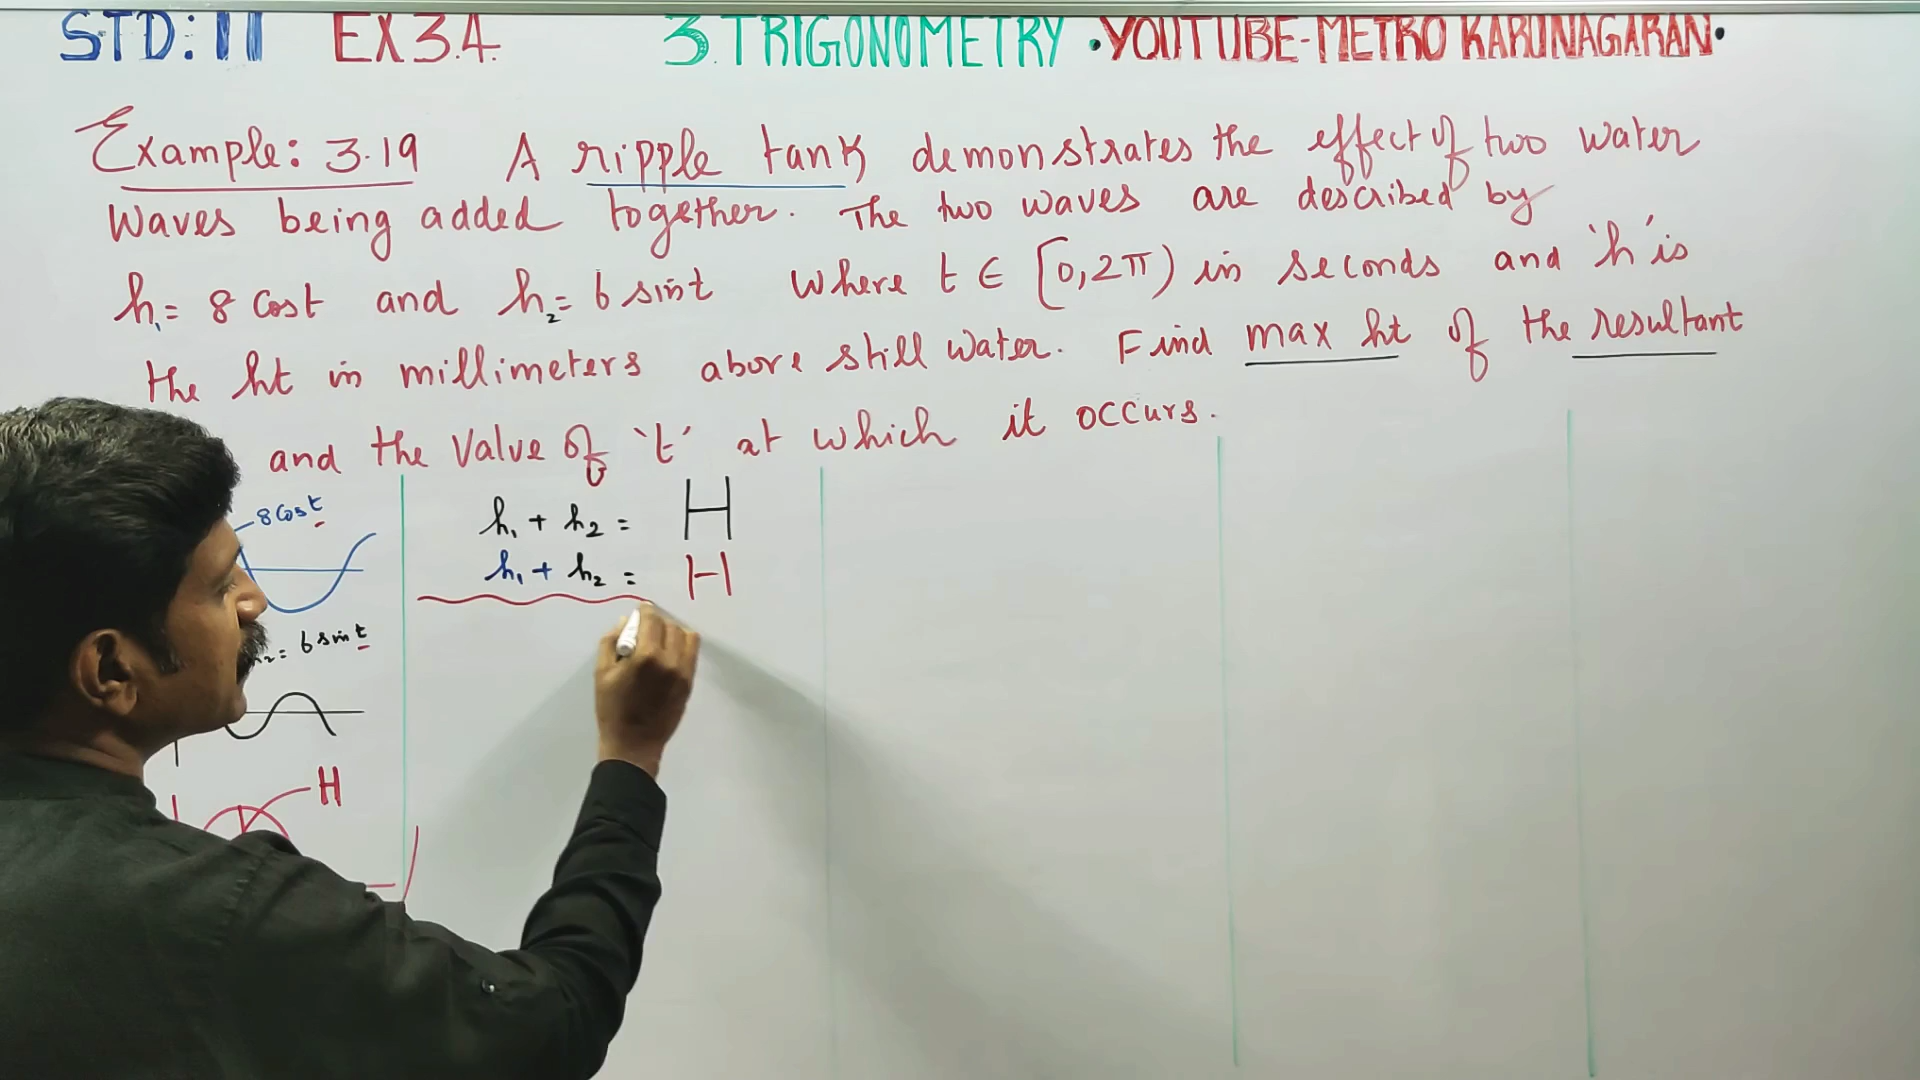 STD: 11 EX 3.4 3. TRIGONOMETRY • YOUTUBE-METRO KARUNAGARAN •
Example: 3.19 A ripple tank demonstrates the effect of two water
waves being added together. The two waves are described by
h₁= 8 cost and h₂= 6 sint where t ∈ [0,2π) in seconds and 'h' is
the ht in millimeters above still water. Find max ht of the resultant
and the value of 't' at which it occurs.
8 cost
h₂= 6 sint
H
h₁ + h₂ = H
h₁ + h₂ = H